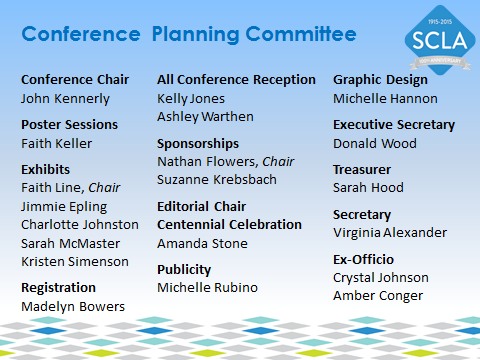 Conference Planning Committee
1915-2015
SCLA
100th ANNIVERSARY
Conference Chair
John Kennerly
Poster Sessions
Faith Keller
Exhibits
Faith Line, Chair
Jimmie Epling
Charlotte Johnston
Sarah McMaster
Kristen Simenson
Registration
Madelyn Bowers
All Conference Reception
Kelly Jones
Ashley Warthen
Sponsorships
Nathan Flowers, Chair
Suzanne Krebsbach
Editorial Chair
Centennial Celebration
Amanda Stone
Publicity
Michelle Rubino
Graphic Design
Michelle Hannon
Executive Secretary
Donald Wood
Treasurer
Sarah Hood
Secretary
Virginia Alexander
Ex-Officio
Crystal Johnson
Amber Conger